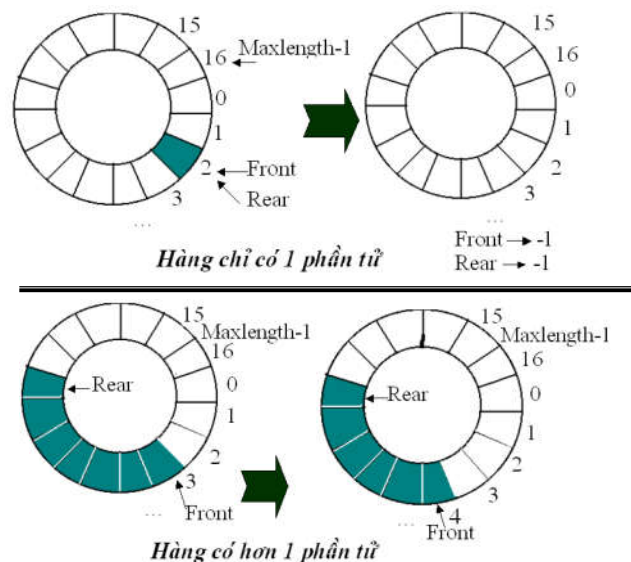 15
16 Maxlength-1
0
1
2 Front
Rear
3
...
15
16
0
1
2
3
...
Front -1
Rear -1
Hàng chỉ có 1 phần tử
15
Maxlength-1
16
0
1
2
3
Rear
Front
...
15
Maxlength-1
16
0
1
2
3
4
Rear
Front
...
Hàng có hơn 1 phần tử